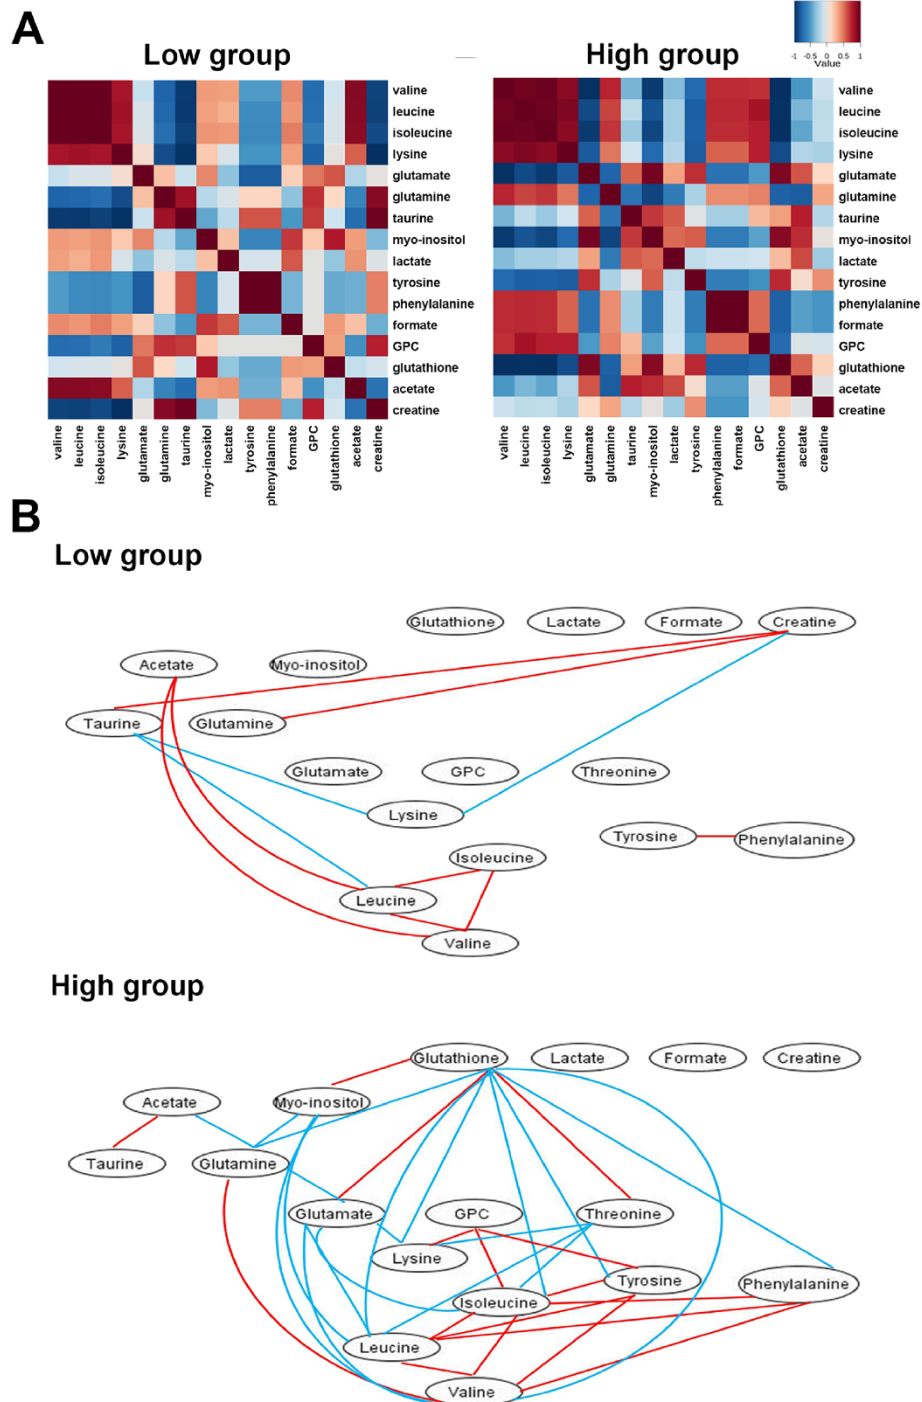 A
Low group
High group
-1 -0.5 0 0.5 1
Value
valine
leucine
isoleucine
lysine
glutamate
glutamine
taurine
myo-inositol
lactate
tyrosine
phenylalanine
formate
GPC
glutathione
acetate
creatine
valine
leucine
isoleucine
lysine
glutamate
glutamine
taurine
myo-inositol
lactate
tyrosine
phenylalanine
formate
GPC
glutathione
acetate
creatine
valine
leucine
isoleucine
lysine
glutamate
glutamine
taurine
myo-inositol
lactate
tyrosine
phenylalanine
formate
GPC
glutathione
acetate
creatine
valine
leucine
isoleucine
lysine
glutamate
glutamine
taurine
myo-inositol
lactate
tyrosine
phenylalanine
formate
GPC
glutathione
acetate
creatine
B
Low group
Glutathione Lactate Formate Creatine
Acetate Myo-inositol
Taurine Glutamine
Glutamate GPC Threonine
Lysine
Tyrosine Phenylalanine
Isoleucine
Leucine
Valine
High group
Glutathione Lactate Formate Creatine
Acetate Myo-inositol
Taurine Glutamine
Glutamate GPC Threonine
Lysine
Tyrosine Phenylalanine
Isoleucine
Leucine
Valine